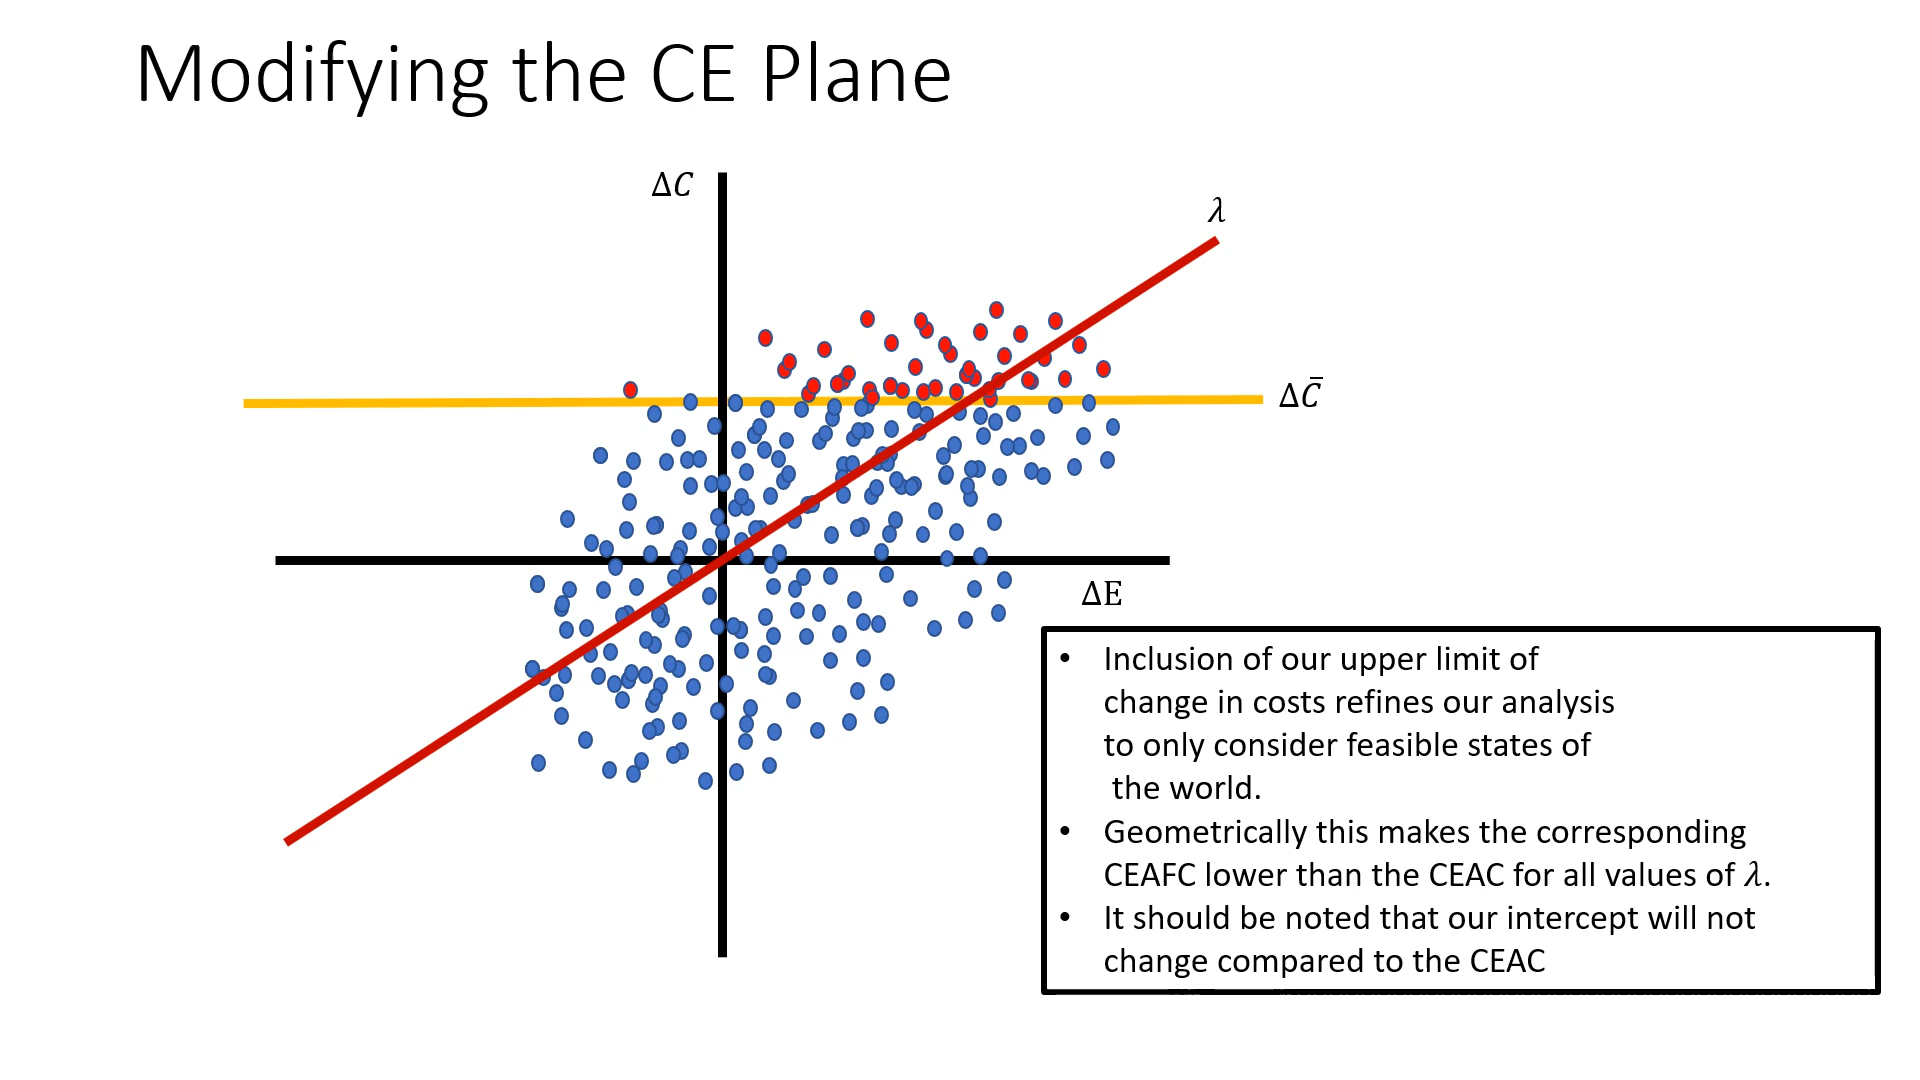 Modifying the CE Plane
Δ𝐶
λ
Δ𝐶̅
ΔE
• Inclusion of our upper limit of
change in costs refines our analysis
to only consider feasible states of
the world.
• Geometrically this makes the corresponding
CEAFC lower than the CEAC for all values of λ.
• It should be noted that our intercept will not
change compared to the CEAC